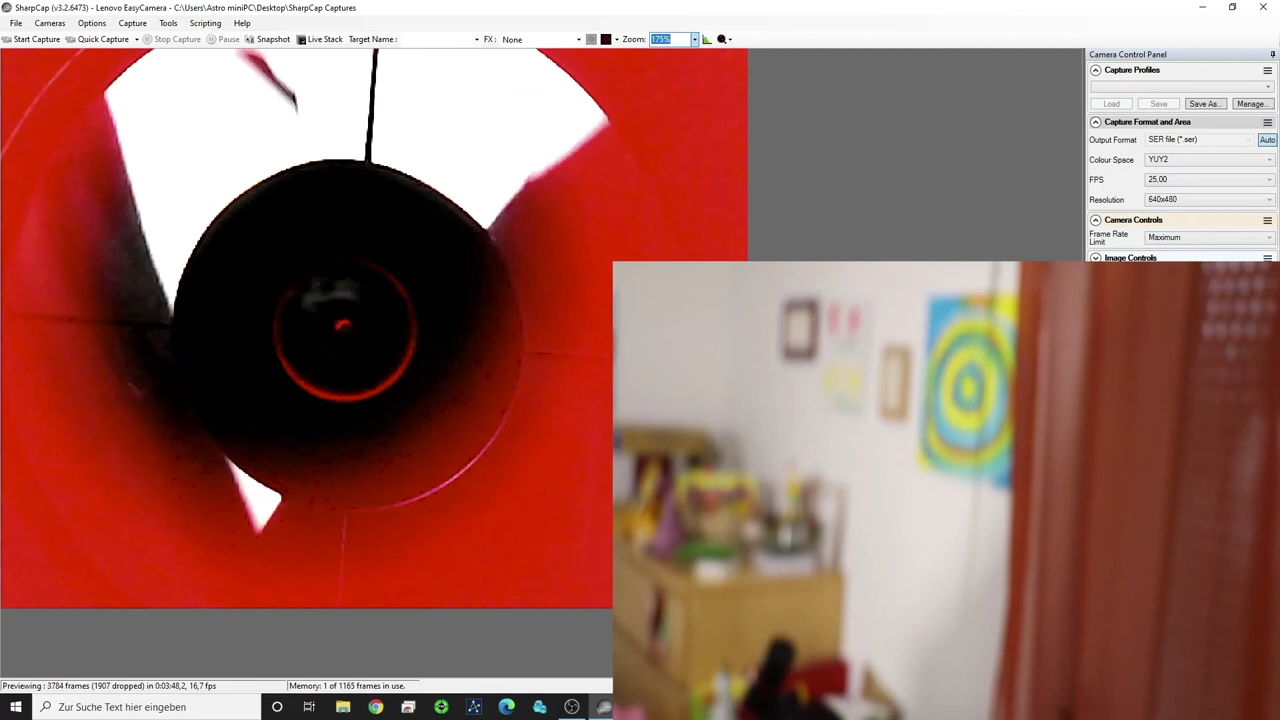 SharpCap (v3.2.6473) - Lenovo EasyCamera - C:\Users\Astro miniPC\Desktop\SharpCap Captures
File Cameras Options Capture Tools Scripting Help
Start Capture Quick Capture Stop Capture Pause Snapshot Live Stack Target Name : FX : None Zoom: 175%
Camera Control Panel
Capture Profiles
Load Save Save As... Manage...
Capture Format and Area
Output Format SER file (*.ser) Auto
Colour Space YUY2
FPS 25,00
Resolution 640x480
Camera Controls
Frame Rate Limit Maximum
Image Controls
Previewing : 3784 frames (1907 dropped) in 0:03:48,2 , 16,7 fps Memory: 1 of 1165 frames in use.
Zur Suche Text hier eingeben